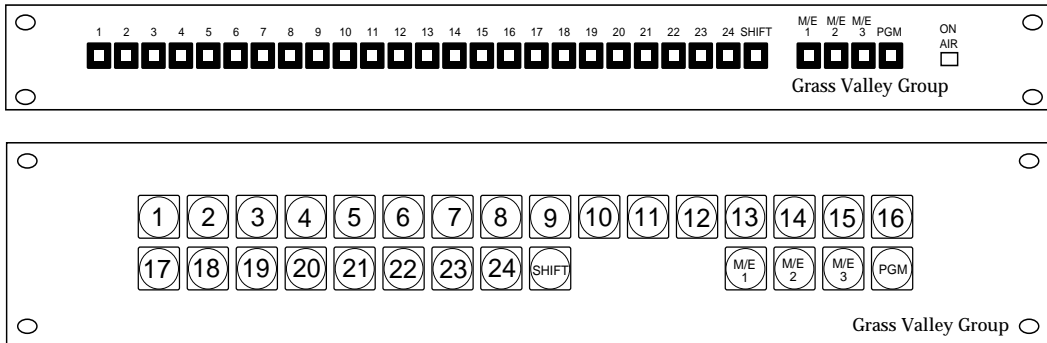 M/E M/E M/E ON
1 2 3 4 5 6 7 8 9 10 11 12 13 14 15 16 17 18 19 20 21 22 23 24 SHIFT 1 2 3 PGM AIR
Grass Valley Group
1 2 3 4 5 6 7 8 9 10 11 12 13 14 15 16
17 18 19 20 21 22 23 24 SHIFT M/E 1 M/E 2 M/E 3 PGM
Grass Valley Group